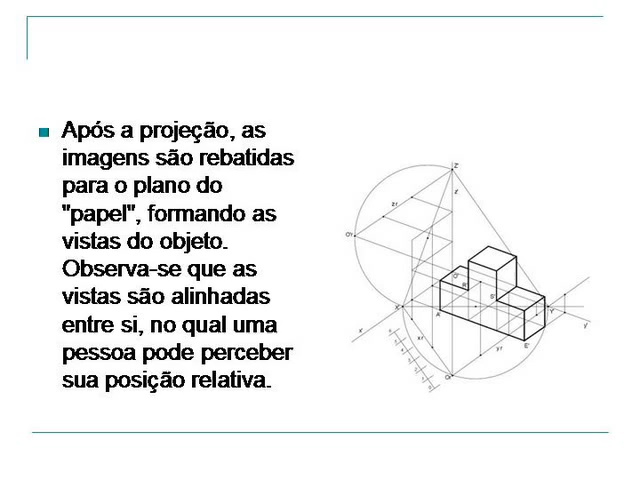 Após a projeção, as
imagens são rebatidas
para o plano do
"papel", formando as
vistas do objeto.
Observa-se que as
vistas são alinhadas
entre si, no qual uma
pessoa pode perceber
sua posição relativa.
Z'
z'
z.r
A'
E'
x'
x.r
y.r
Y'
y'